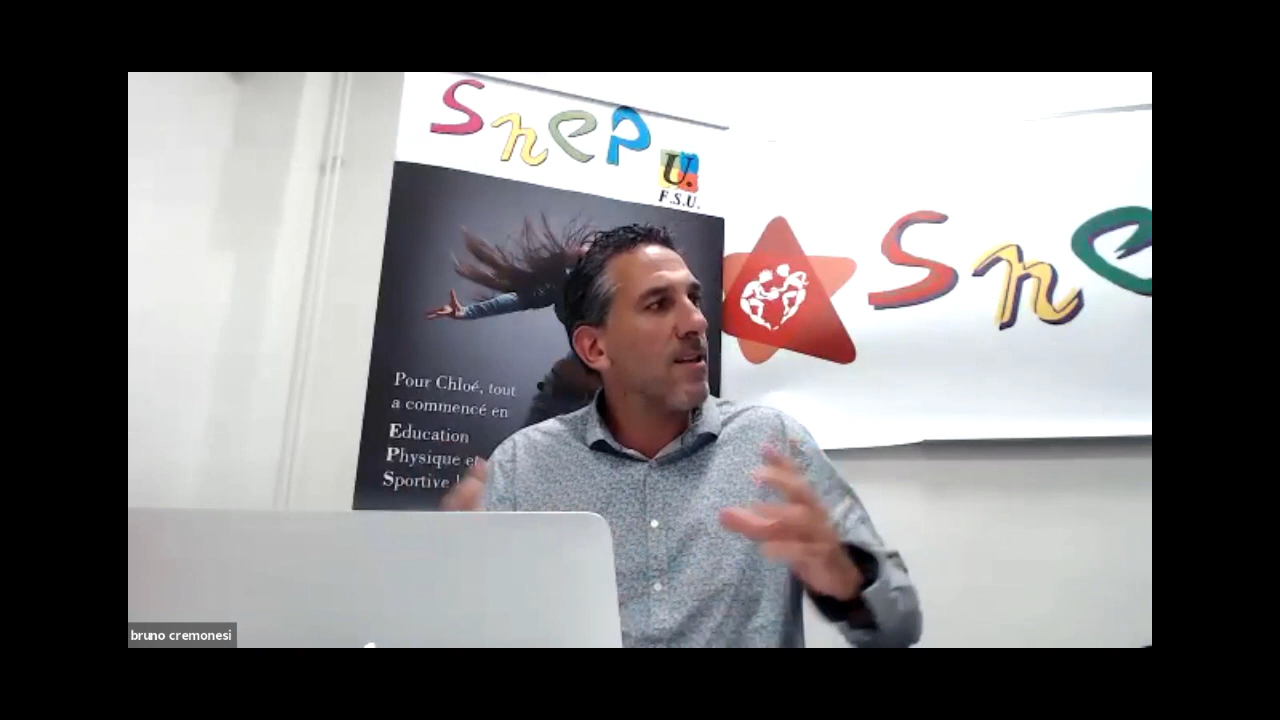 Snep
U.
F.S.U.
Sne
Pour Chloé, tout
a commencé en
Education
Physique et
Sportive !
bruno cremonesi